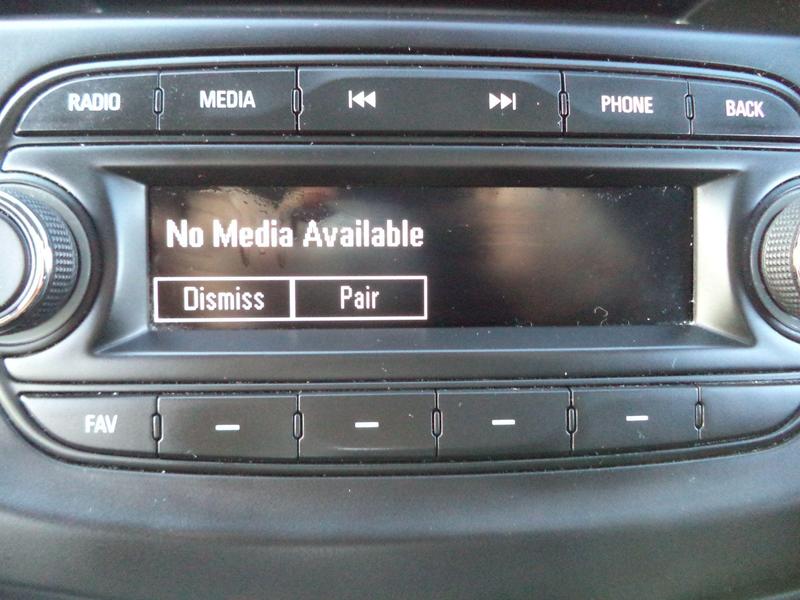 RADIO MEDIA PHONE BACK
No Media Available
Dismiss Pair
FAV